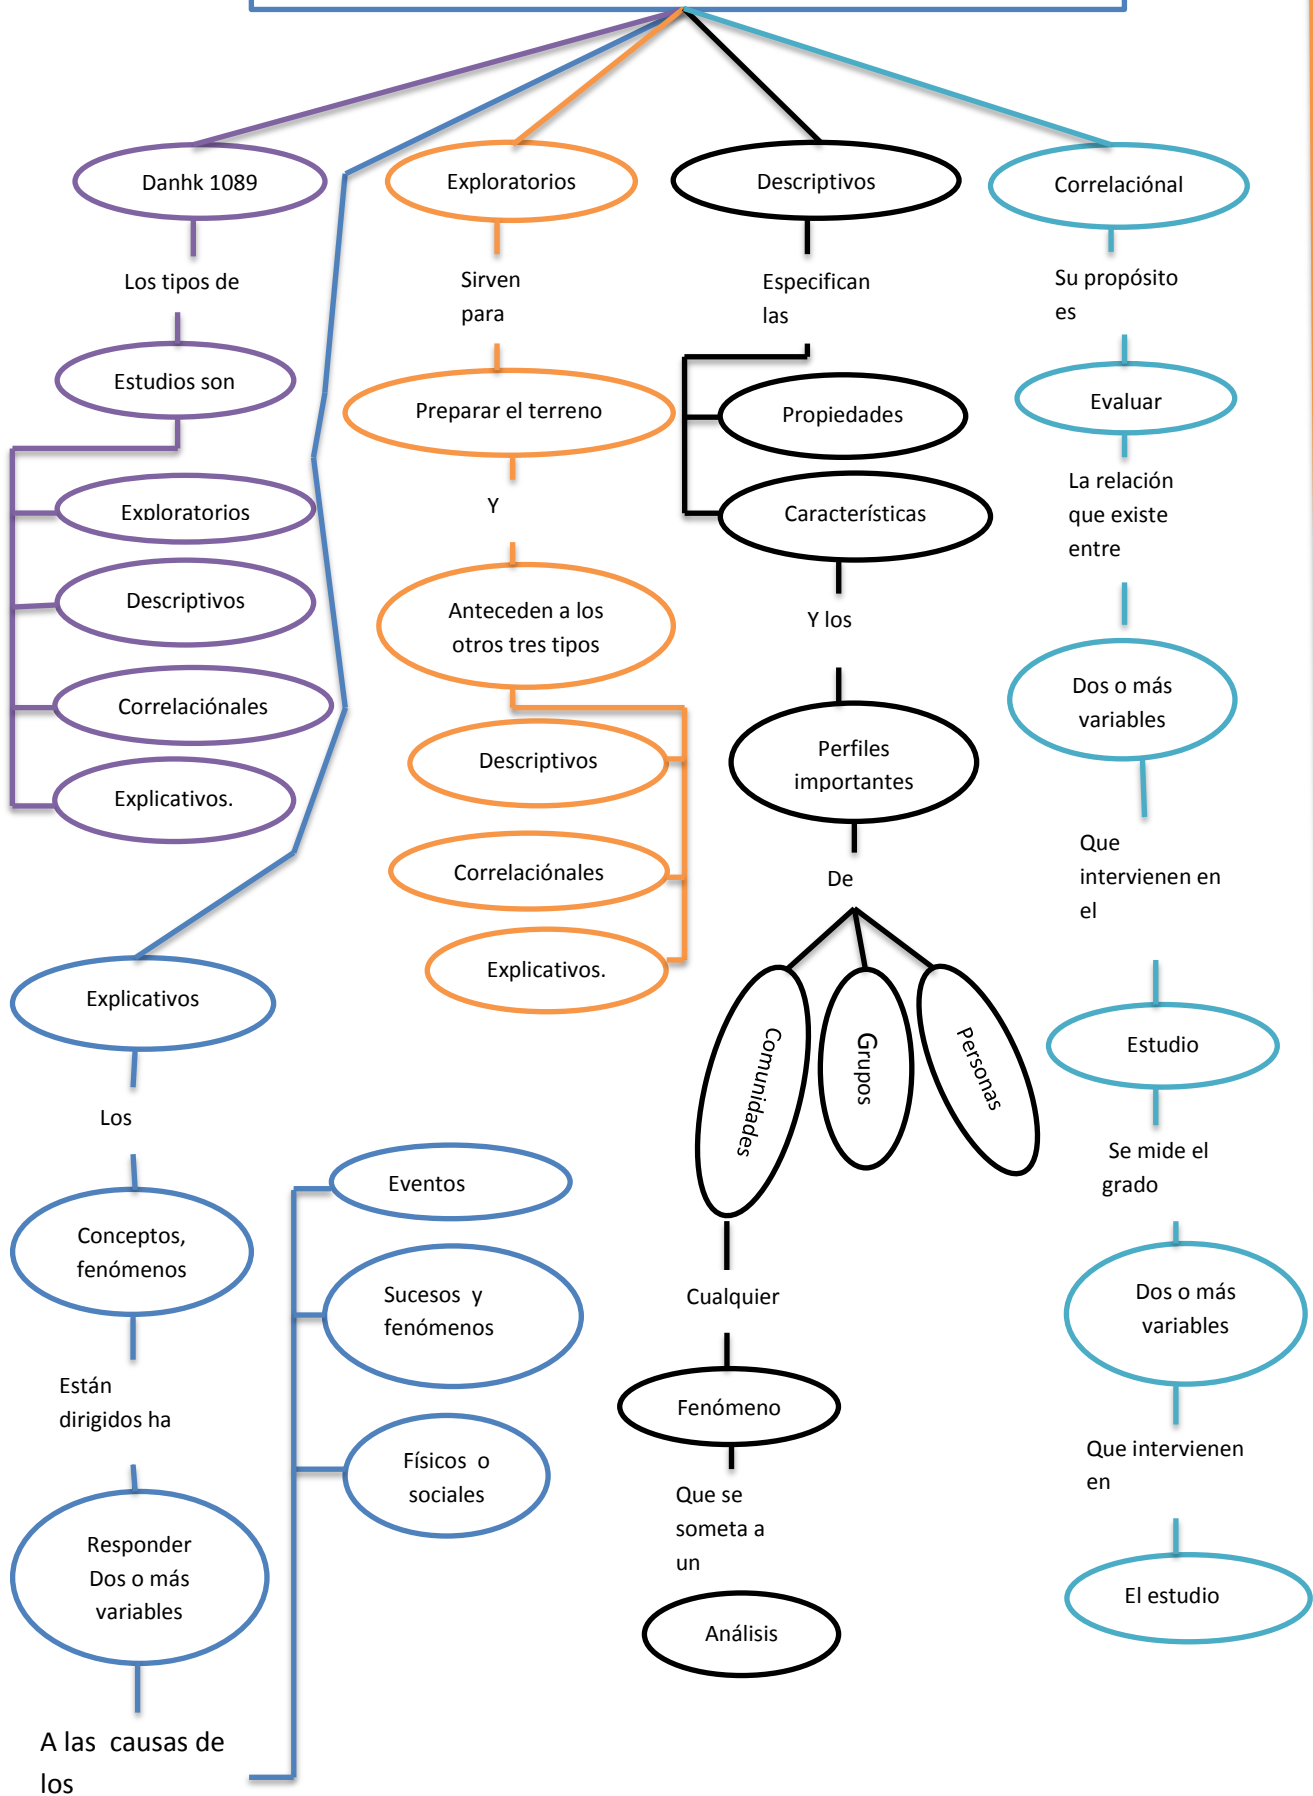 Danhk 1089
Los tipos de
Estudios son
Exploratorios
Descriptivos
Correlaciónales
Explicativos.
Explicativos
Los
Conceptos,
fenómenos
Están
dirigidos ha
Responder
Dos o más
variables
A las causas de
los
Eventos
Sucesos y
fenómenos
Físicos o
sociales
Exploratorios
Sirven
para
Preparar el terreno
Y
Anteceden a los
otros tres tipos
Descriptivos
Correlaciónales
Explicativos.
Descriptivos
Especifican
las
Propiedades
Características
Y los
Perfiles
importantes
De
Comunidades
Grupos
Personas
Cualquier
Fenómeno
Que se
someta a
un
Análisis
Correlaciónal
Su propósito
es
Evaluar
La relación
que existe
entre
Dos o más
variables
Que
intervienen en
el
Estudio
Se mide el
grado
Dos o más
variables
Que intervienen
en
El estudio